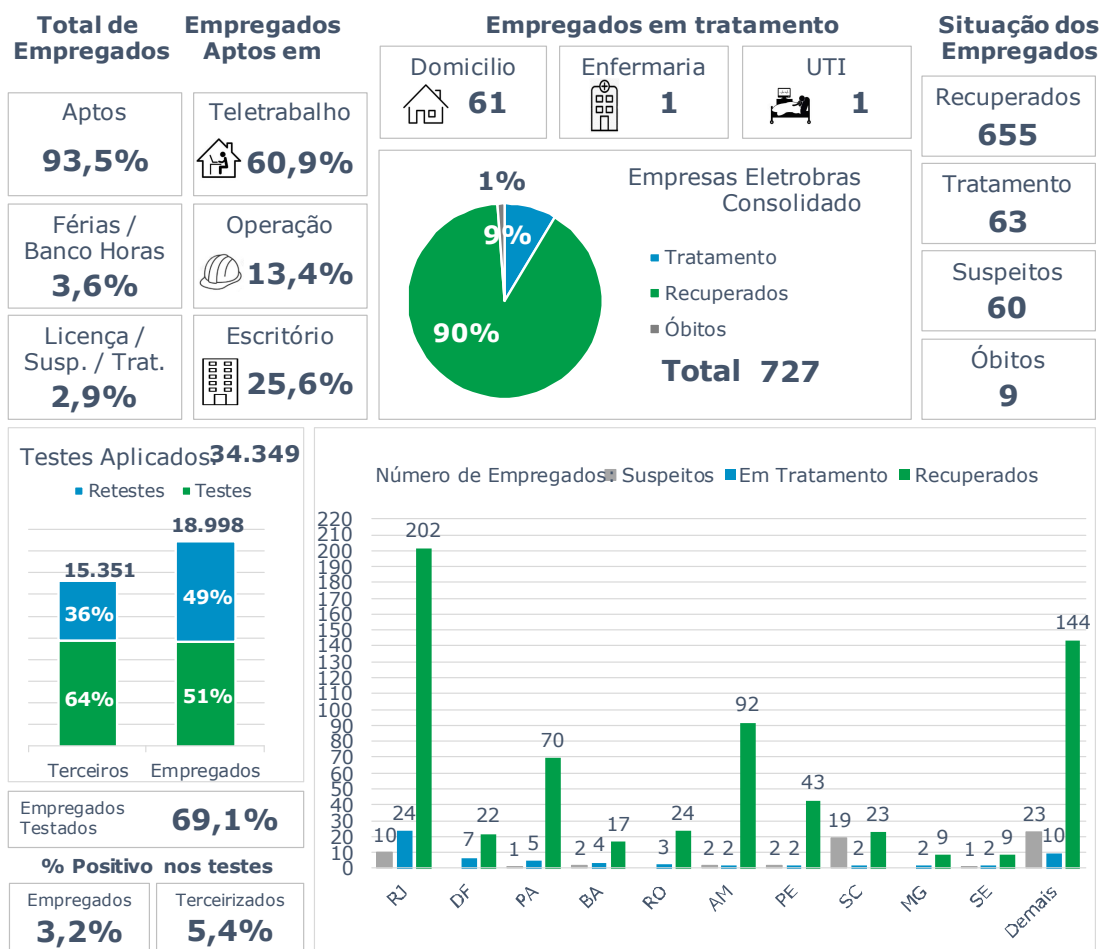 Total de
Empregados
Aptos
93,5%
Férias /
Banco Horas
3,6%
Licença /
Susp. / Trat.
2,9%
Empregados
Aptos em
Teletrabalho
60,9%
Operação
13,4%
Escritório
25,6%
Empregados em tratamento
Domicilio
61
Enfermaria
1
UTI
1
Empresas Eletrobras
Consolidado
1%
9%
90%
Tratamento
Recuperados
Óbitos
Total 727
Situação dos
Empregados
Recuperados
655
Tratamento
63
Suspeitos
60
Óbitos
9
Testes Aplicados: 34.349
Retestes Testes
18.998
15.351
49%
36%
51%
64%
Terceiros Empregados
Empregados
Testados
69,1%
% Positivo nos testes
Empregados
3,2%
Terceirizados
5,4%
Número de Empregados: Suspeitos Em Tratamento Recuperados
220
210
200
190
180
170
160
150
140
130
120
110
100
90
80
70
60
50
40
30
20
10
0
10 24 202
7 22
1 5 70
2 4 17
3 24
2 2 92
2 2 43
19 2 23
2 9
1 2 9
23 10 144
RJ DF PA BA RO AM PE SC MG SE Demais